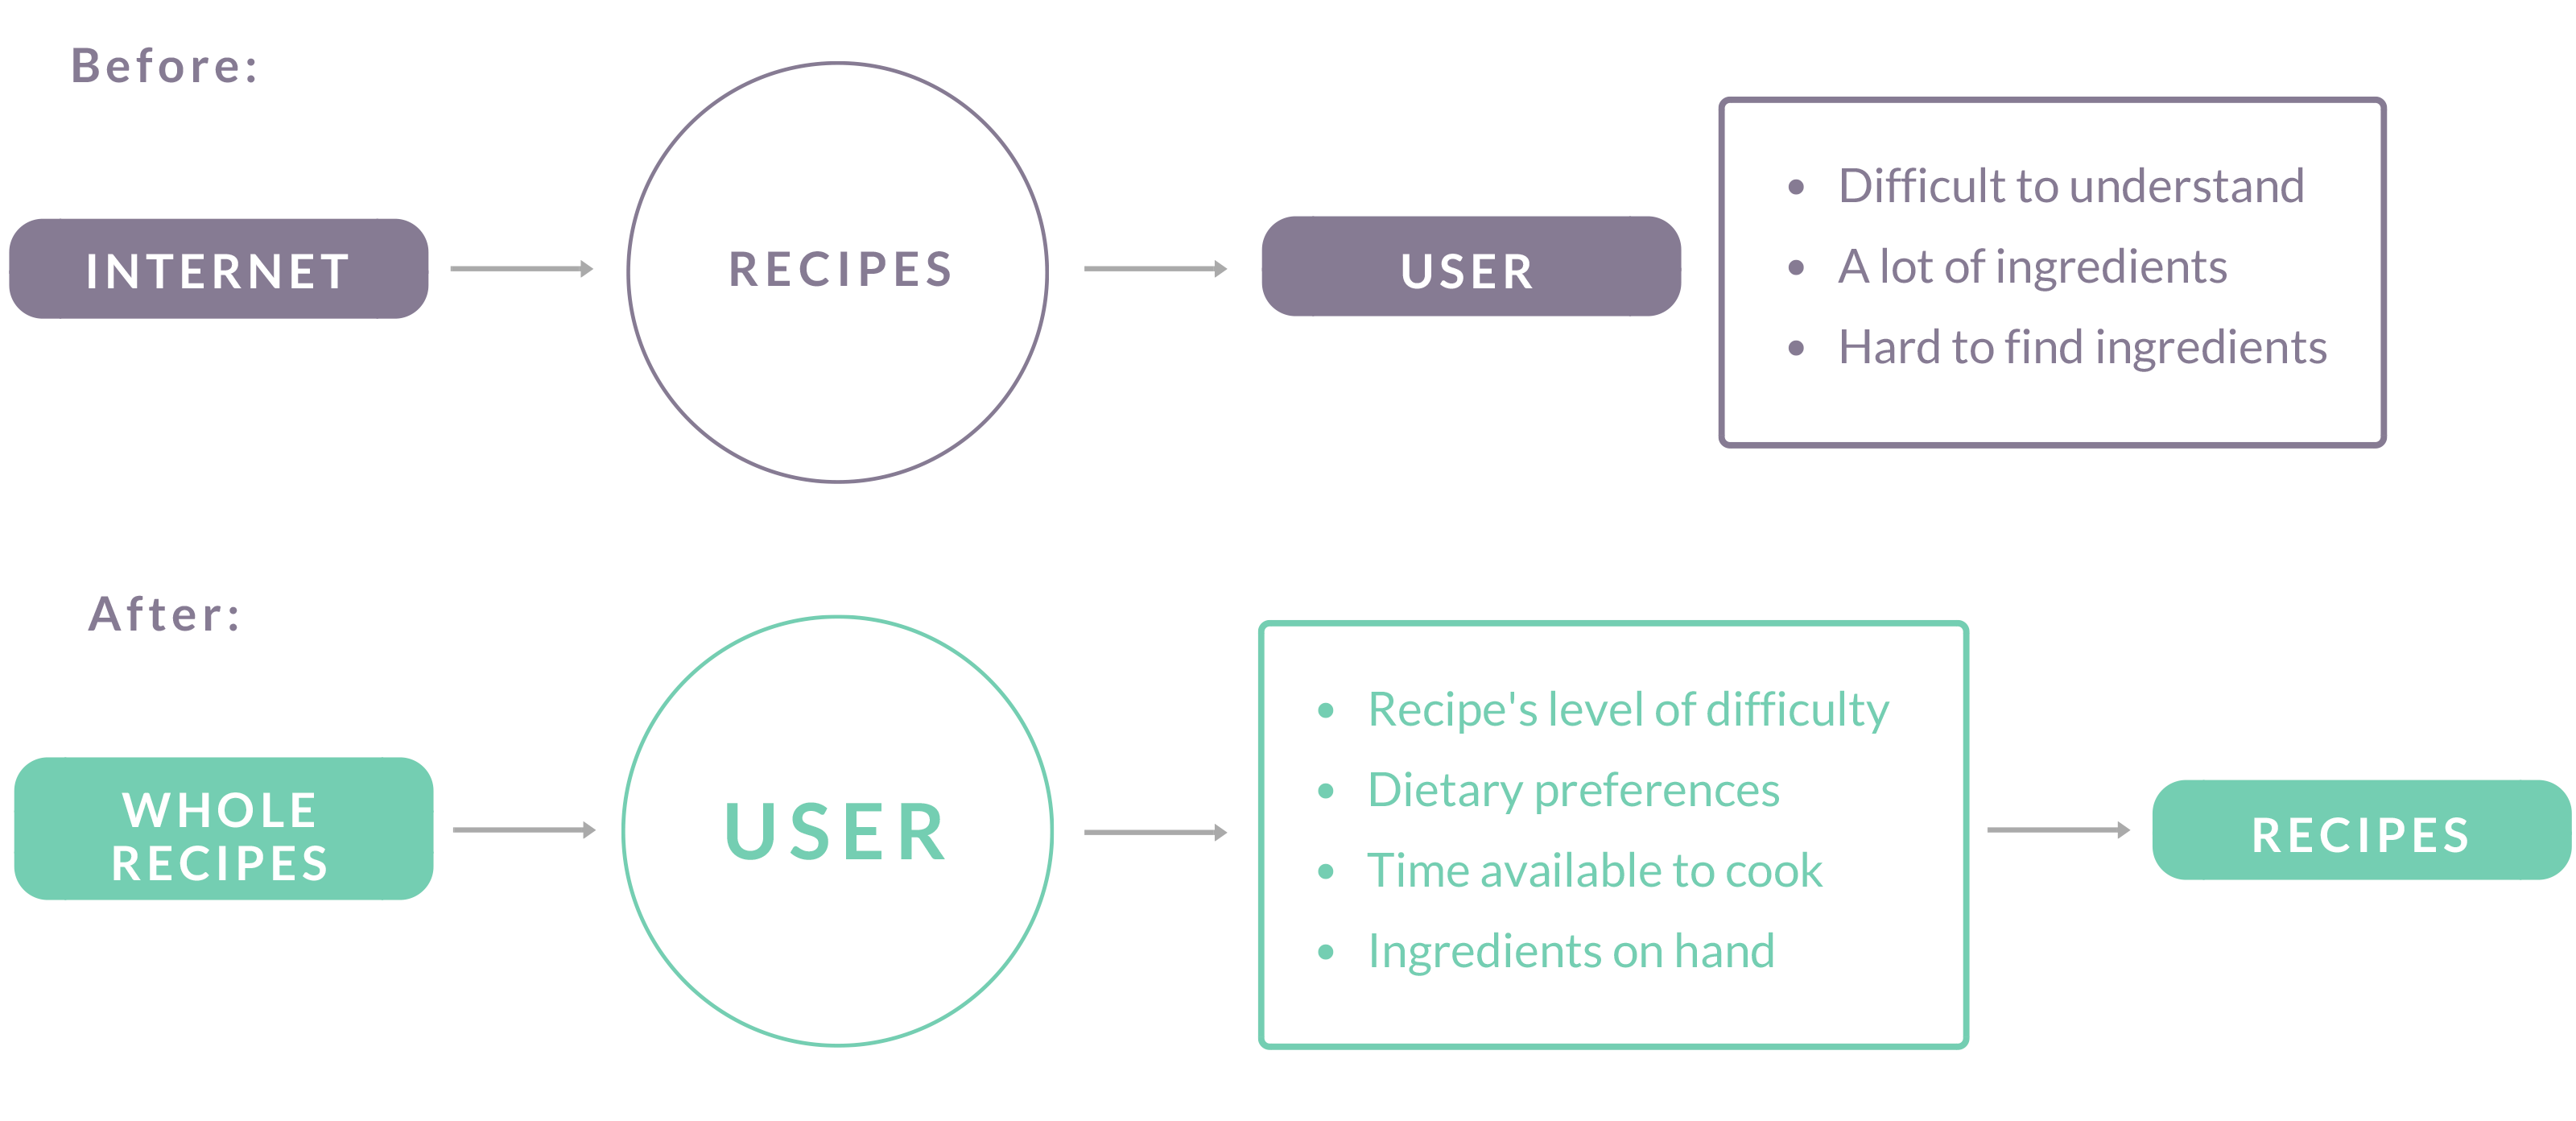 Before:
INTERNET
RECIPES
USER
• Difficult to understand
• A lot of ingredients
• Hard to find ingredients
After:
WHOLE
RECIPES
USER
• Recipe's level of difficulty
• Dietary preferences
• Time available to cook
• Ingredients on hand
RECIPES